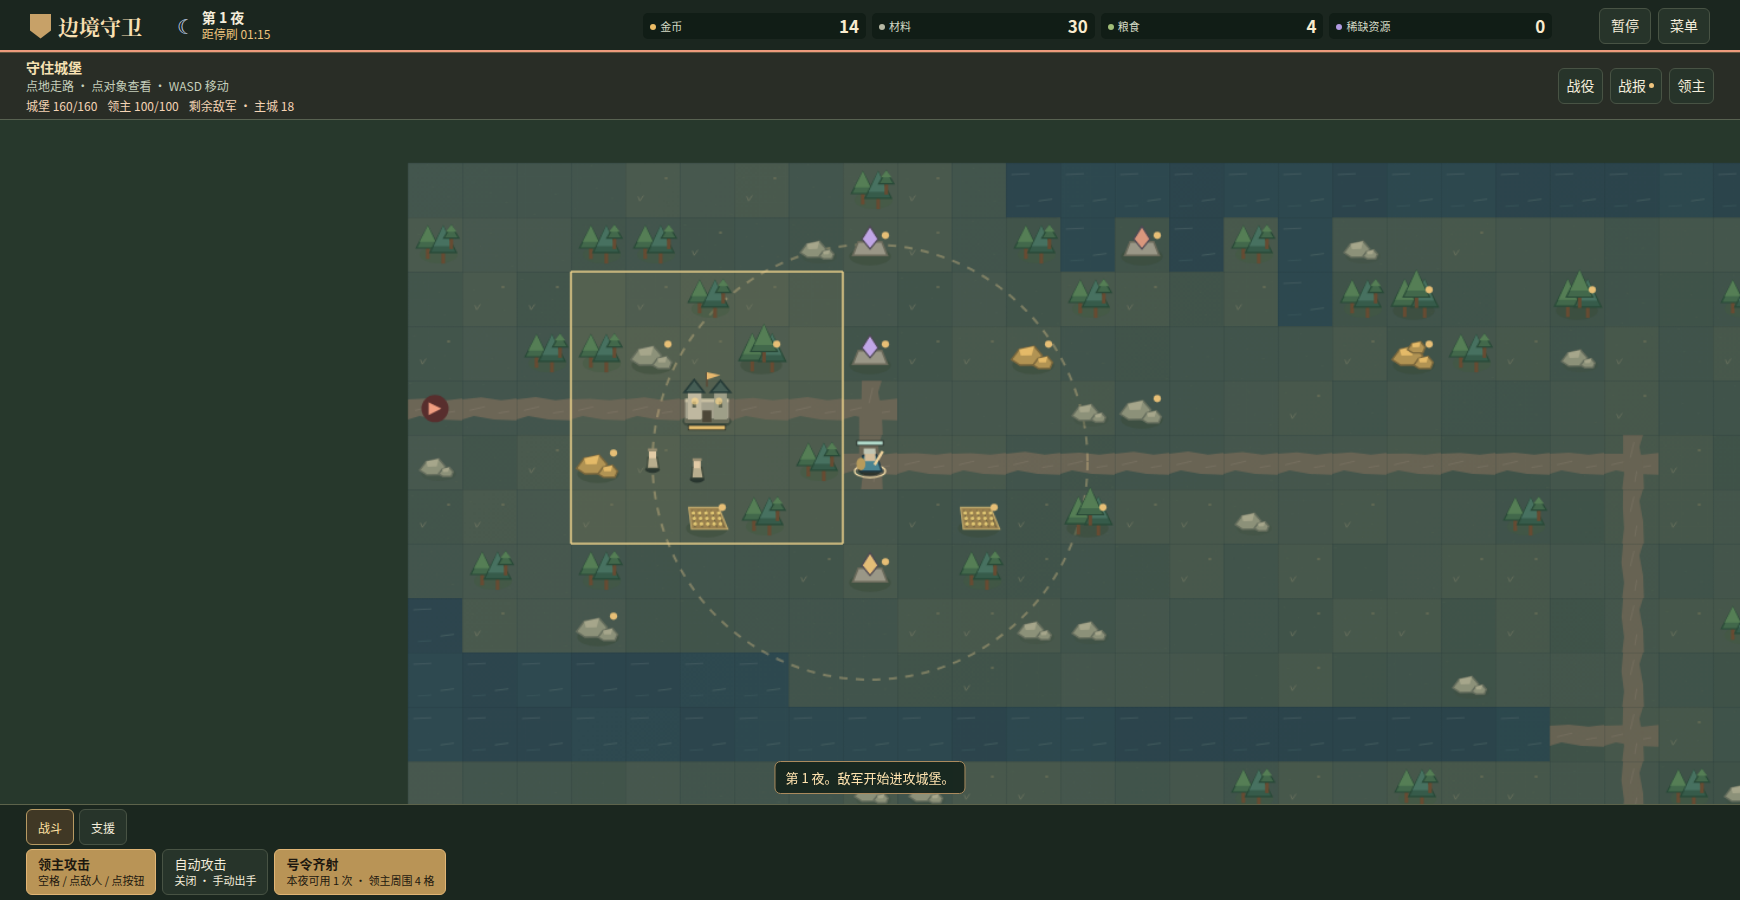 边境守卫
第 1 夜
距停刷 01:15
金币 14
材料 30
粮食 4
稀缺资源 0
暂停
菜单
守住城堡
点地走路 · 点对象查看 · WASD 移动
城堡 160/160 领主 100/100 剩余敌军 · 主城 18
战役
战报
领主
第 1 夜。敌军开始进攻城堡。
战斗
支援
领主攻击
空格 / 点敌人 / 点按钮
自动攻击
关闭 · 手动出手
号令齐射
本夜可用 1 次 · 领主周围 4 格